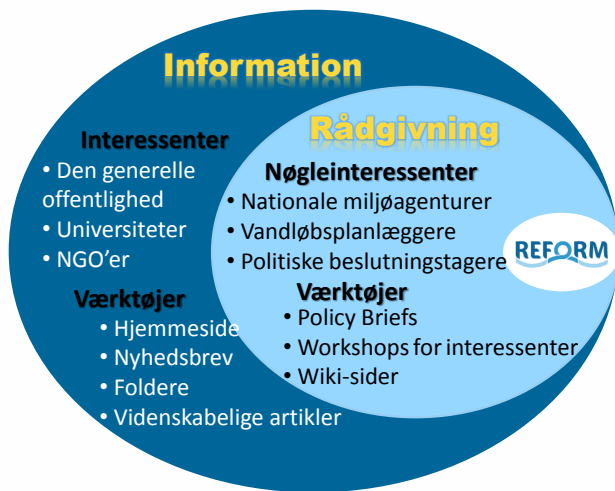 Information
Interessenter
• Den generelle
offentlighed
• Universiteter
• NGO’er
Værktøjer
• Hjemmeside
• Nyhedsbrev
• Foldere
• Videnskabelige artikler
Rådgivning
Nøgleinteressenter
• Nationale miljøagenturer
• Vandløbsplanlæggere
• Politiske beslutningstagere
Værktøjer
• Policy Briefs
• Workshops for interessenter
• Wiki-sider
REFORM